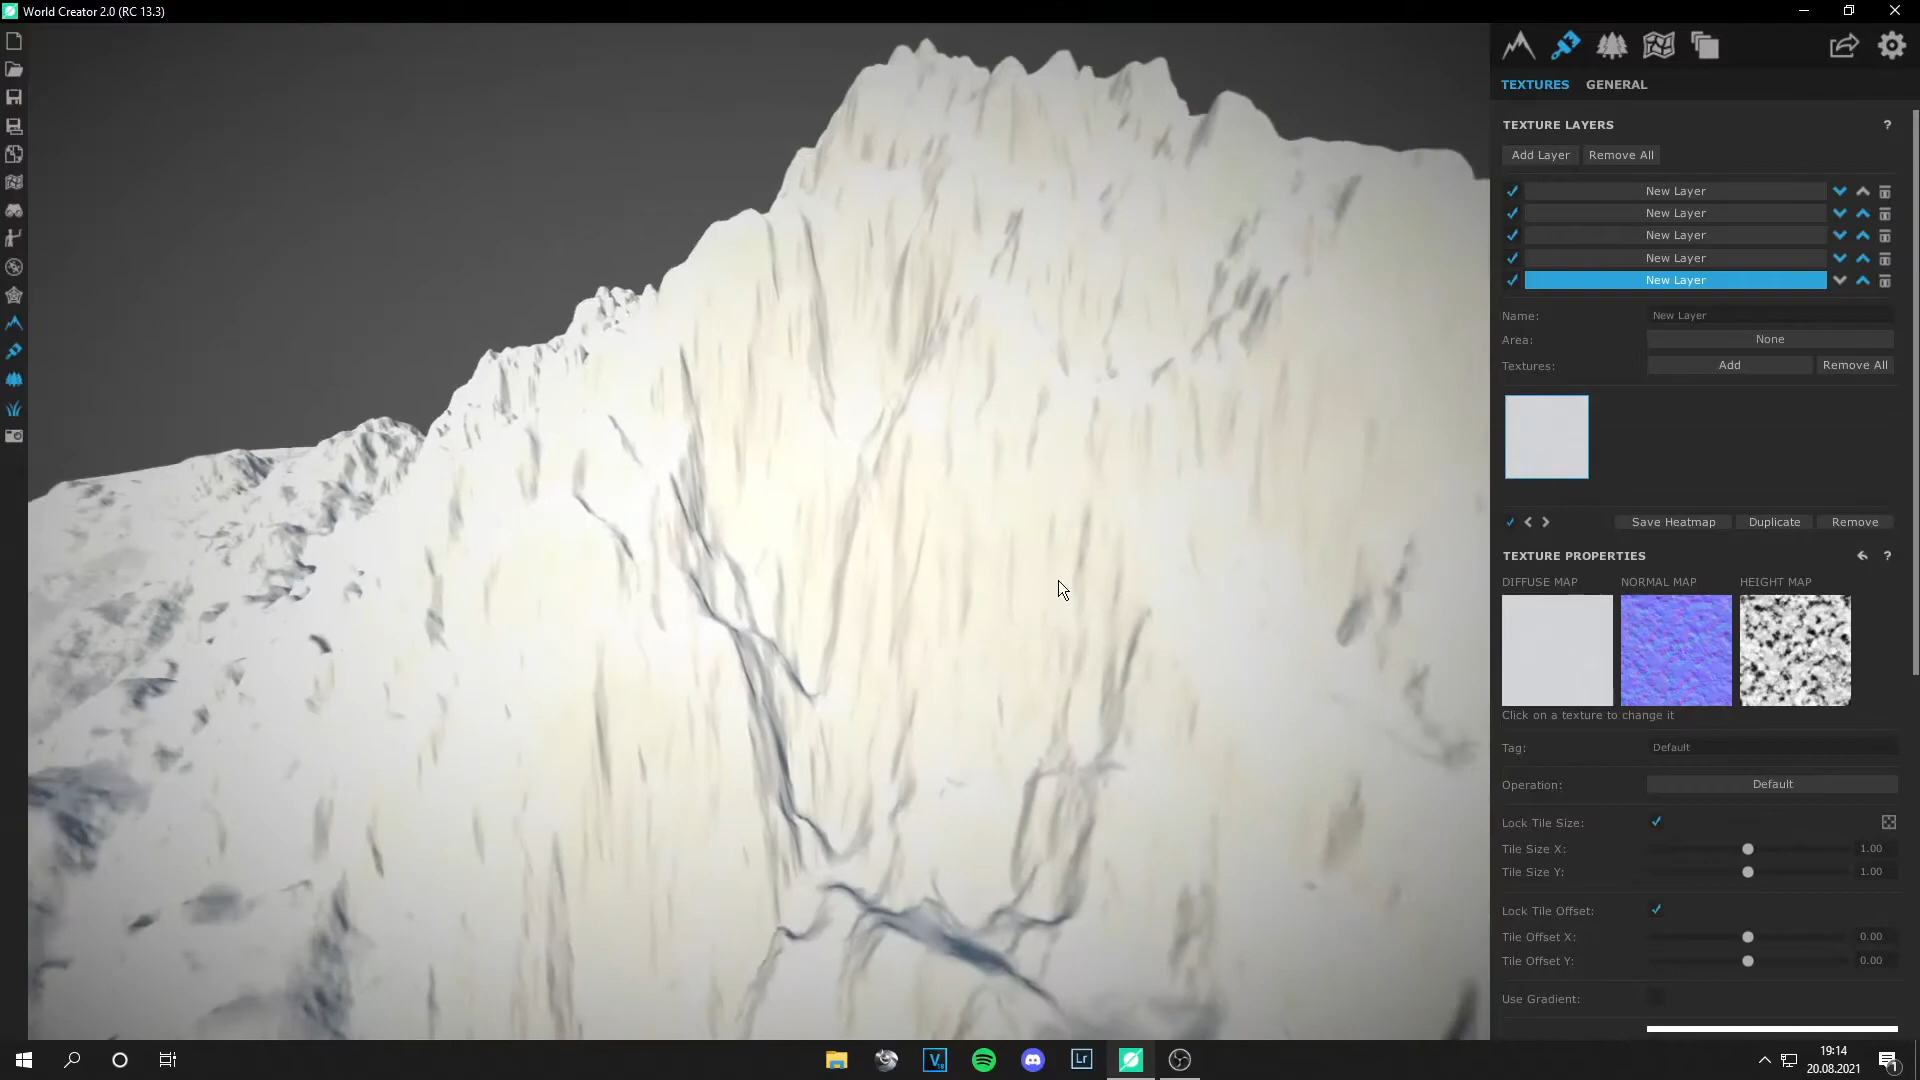 World Creator 2.0 (RC 13.3)
TEXTURES GENERAL
TEXTURE LAYERS ?
Add Layer Remove All
New Layer
New Layer
New Layer
New Layer
New Layer
Name: New Layer
Area: None
Textures: Add Remove All
Save Heatmap Duplicate Remove
TEXTURE PROPERTIES ?
DIFFUSE MAP NORMAL MAP HEIGHT MAP
Click on a texture to change it
Tag: Default
Operation: Default
Lock Tile Size:
Tile Size X: 1.00
Tile Size Y: 1.00
Lock Tile Offset:
Tile Offset X: 0.00
Tile Offset Y: 0.00
Use Gradient:
V
18
Lr
19:14
20.08.2021
1